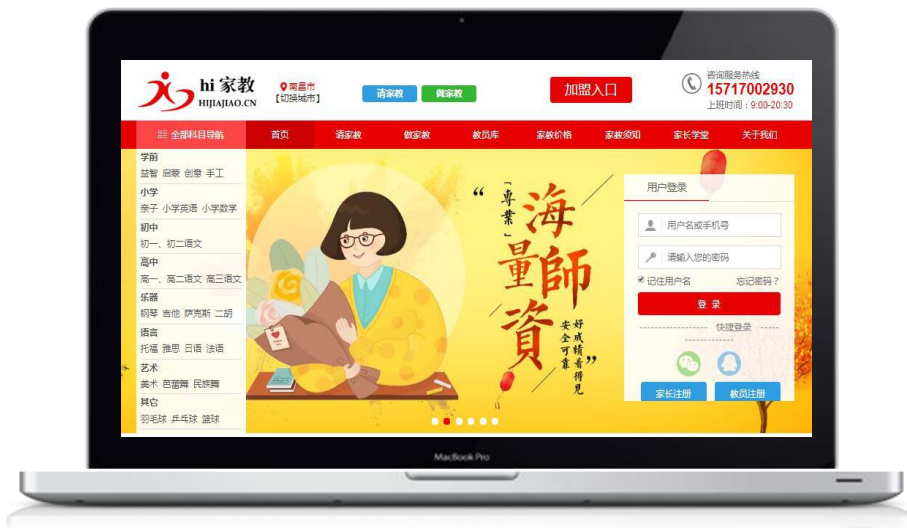 hi 家教
HIJIAJIAO.CN
南昌市
【切换城市】
请家教
做家教
加盟入口
咨询服务热线
15717002930
上班时间：9:00-20:30
全部科目导航
首页
请家教
做家教
教员库
家教价格
家教须知
家长学堂
关于我们
学前
益智 启蒙 创意 手工
小学
亲子 小学英语 小学数学
初中
初一、初二语文
高中
高一、高二语文 高三语文
乐器
钢琴 吉他 萨克斯 二胡
语言
托福 雅思 日语 法语
艺术
美术 芭蕾舞 民族舞
其它
羽毛球 乒乓球 篮球
“
「專業」
海量師資
好成績看得見
安全可靠
”
用户登录
用户名或手机号
请输入您的密码
记住用户名
忘记密码？
登 录
---------------- 快捷登录 -----
------------
家长注册
教员注册
MacBook Pro